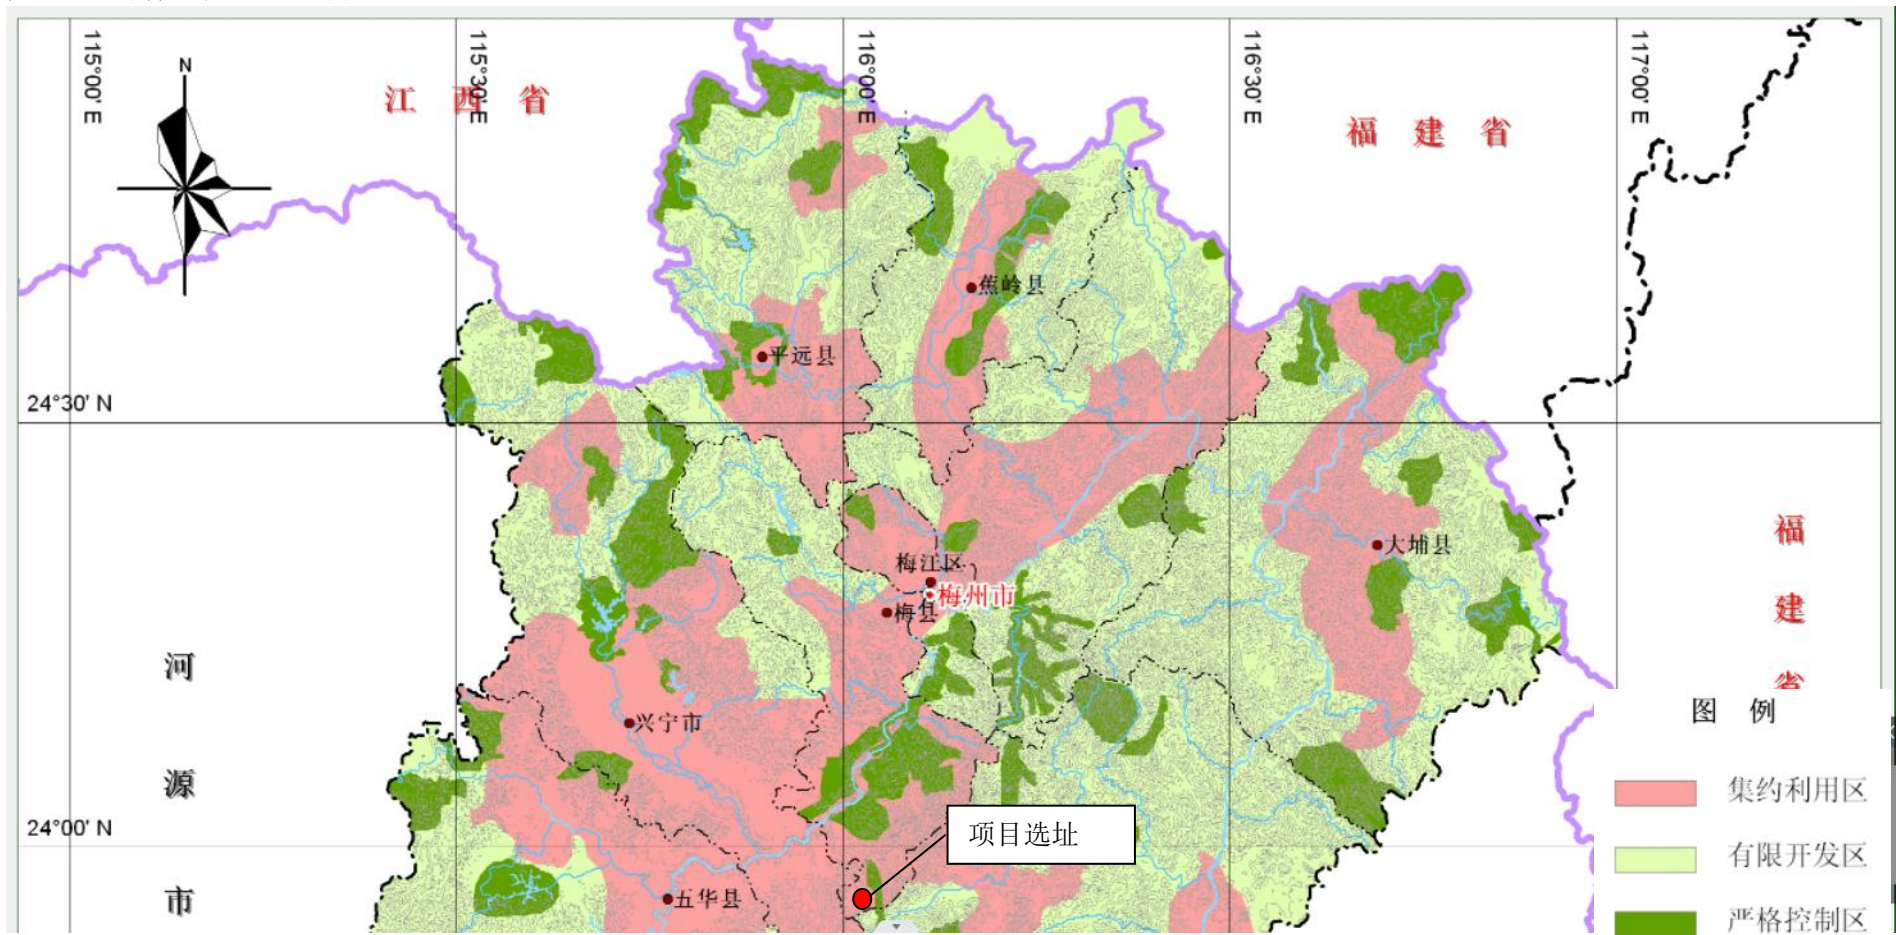 115°00' E
115°30' E
116°00' E
116°30' E
117°00' E
N
江 西 省
福 建 省
蕉岭县
平远县
24°30' N
大埔县
梅江区
梅州市
梅县
福
建
省
河
源
市
兴宁市
图 例
集约利用区
24°00' N
项目选址
有限开发区
五华县
严格控制区